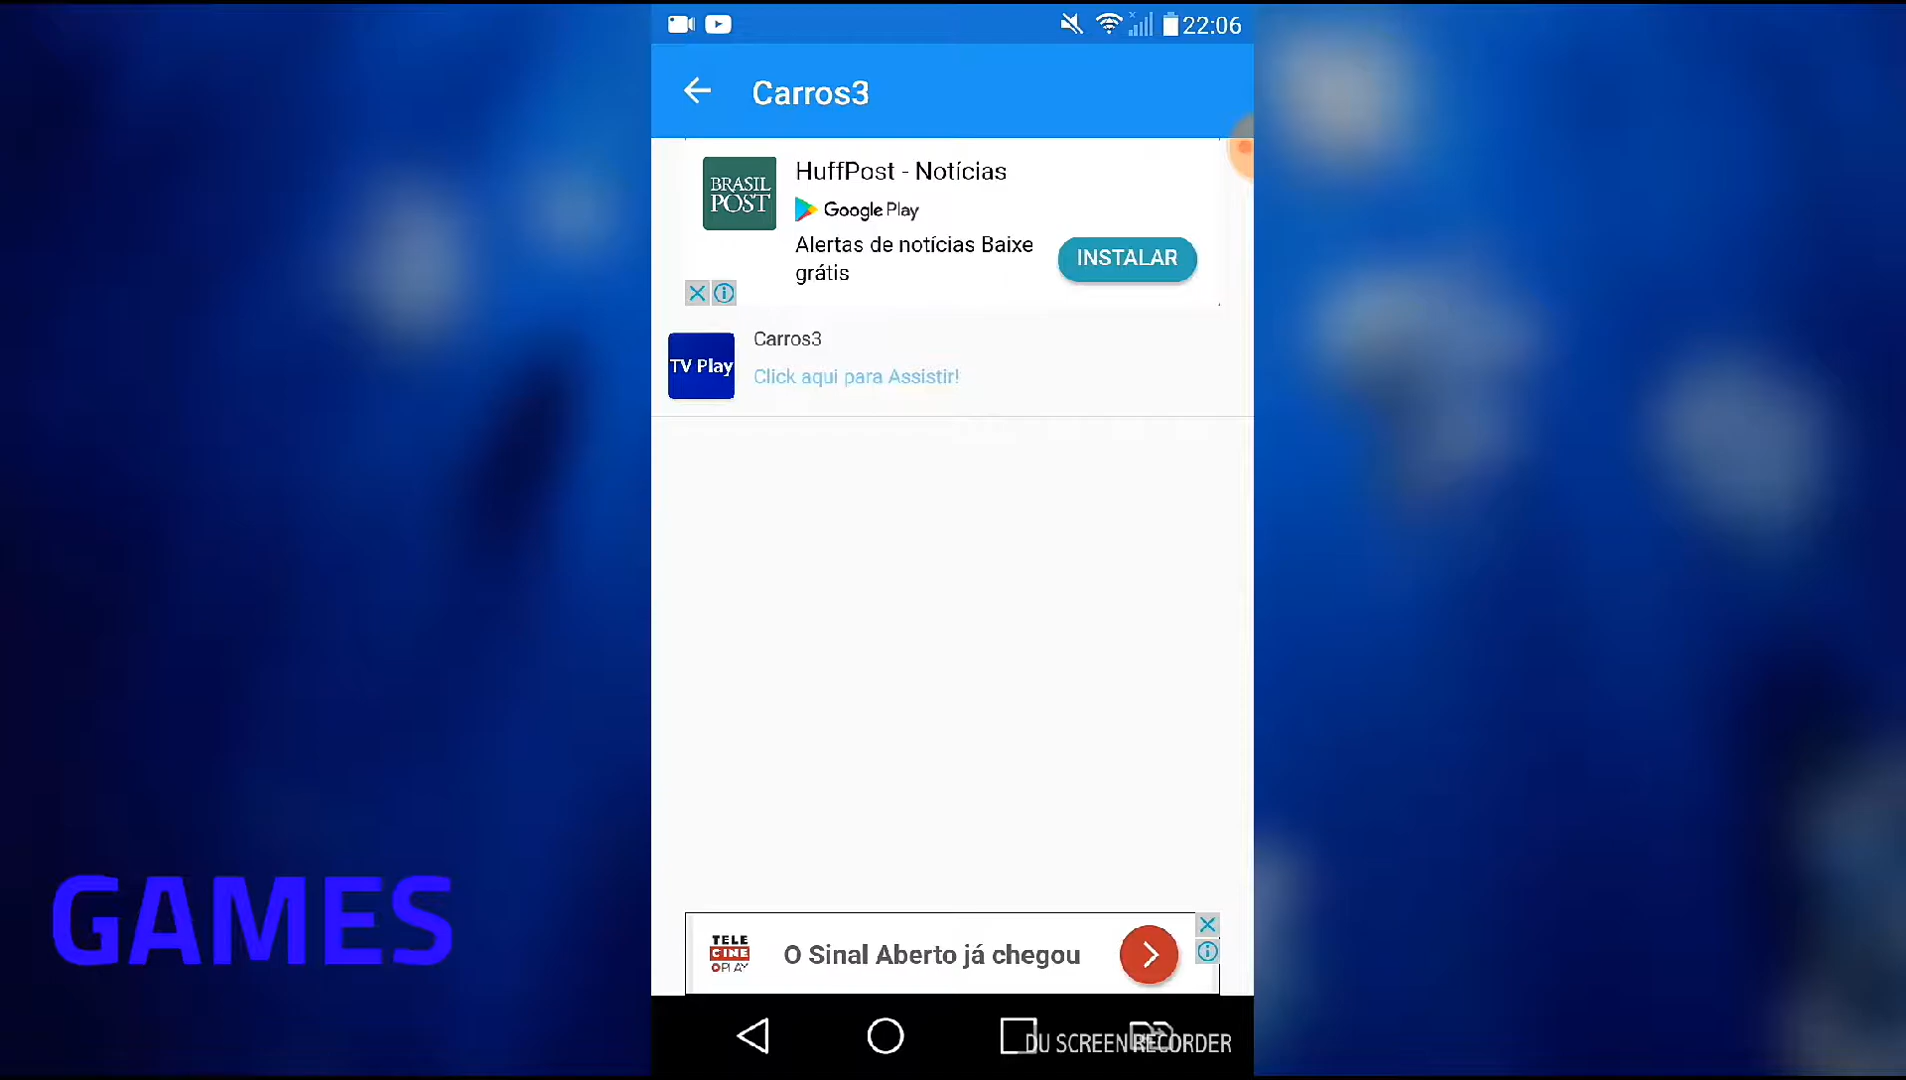 22:06
Carros3
BRASIL
POST
HuffPost - Notícias
Google Play
Alertas de notícias Baixe
grátis
INSTALAR
TV Play
Carros3
Click aqui para Assistir!
GAMES
TELE
CINE
PLAY
O Sinal Aberto já chegou
DU SCREEN RECORDER